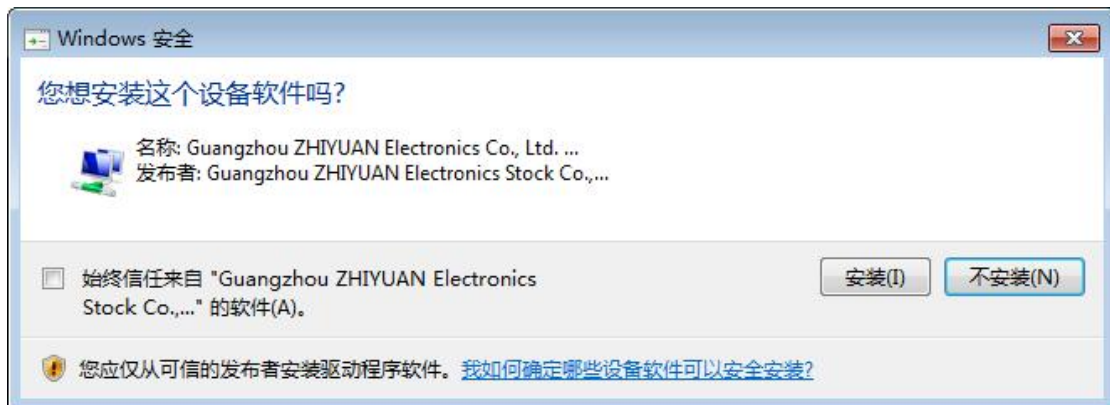 Windows 安全
您想安装这个设备软件吗?
名称: Guangzhou ZHIYUAN Electronics Co., Ltd. ...
发布者: Guangzhou ZHIYUAN Electronics Stock Co.,...
始终信任来自 "Guangzhou ZHIYUAN Electronics
Stock Co.,..." 的软件(A)。
安装(I)
不安装(N)
您应仅从可信的发布者安装驱动程序软件。我如何确定哪些设备软件可以安全安装?